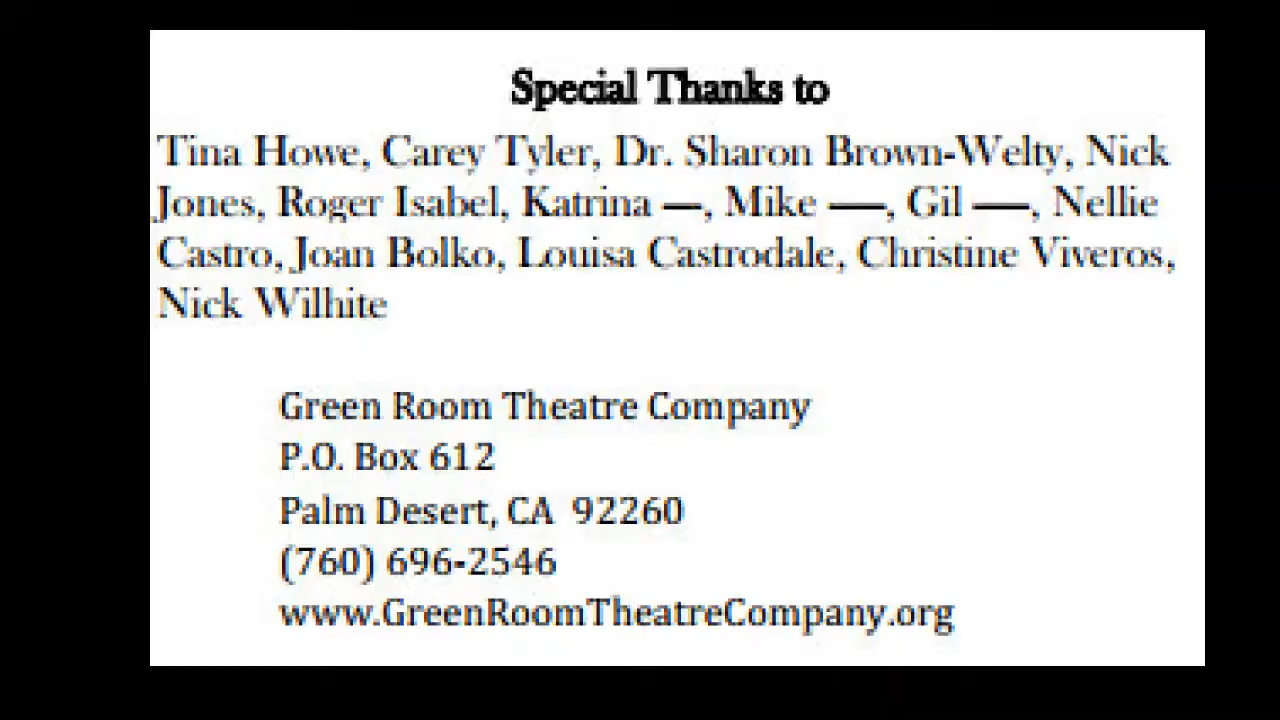 Special Thanks to
Tina Howe, Carey Tyler, Dr. Sharon Brown-Welty, Nick
Jones, Roger Isabel, Katrina —, Mike ——, Gil ——, Nellie
Castro, Joan Bolko, Louisa Castrodale, Christine Viveros,
Nick Wilhite
Green Room Theatre Company
P.O. Box 612
Palm Desert, CA  92260
(760) 696-2546
www.GreenRoomTheatreCompany.org